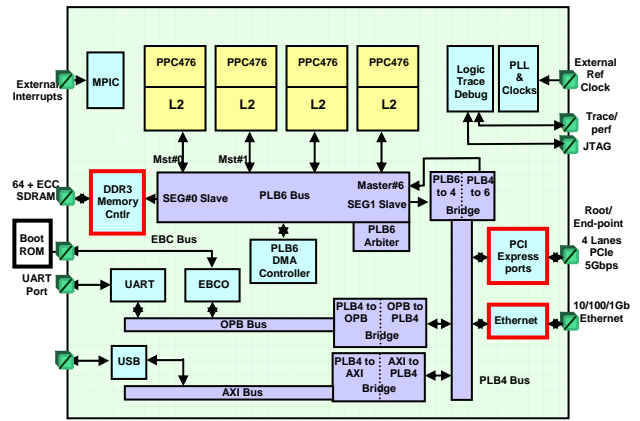 PPC476
PPC476
PPC476
PPC476
L2
L2
L2
L2
External
Interrupts
MPIC
Logic
Trace
Debug
PLL
&
Clocks
External
Ref
Clock
Trace/
perf
JTAG
Mst#0
Mst#1
64 + ECC
SDRAM
DDR3
Memory
Cntlr
SEG#0 Slave
PLB6 Bus
Master#6
SEG1 Slave
PLB6
to 4
PLB4
to 6
Bridge
PLB6
Arbiter
Root/
End-point
4 Lanes
PCIe
5Gbps
PCI
Express
ports
Boot
ROM
EBC Bus
PLB6
DMA
Controller
UART
Port
UART
EBCO
PLB4 to
OPB
OPB to
PLB4
Bridge
OPB Bus
Ethernet
10/100/1Gb
Ethernet
USB
PLB4 to
AXI
AXI to
PLB4
Bridge
AXI Bus
PLB4 Bus